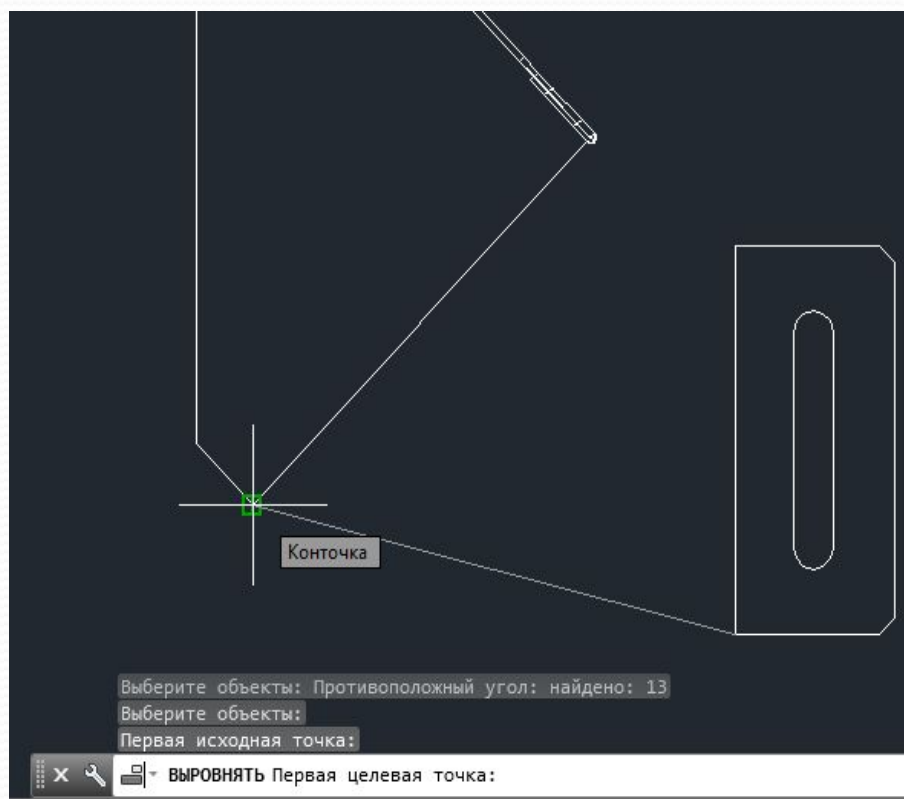 Конточка
Выберите объекты: Противоположный угол: найдено: 13
Выберите объекты:
Первая исходная точка:
ВЫРОВНЯТЬ Первая целевая точка: